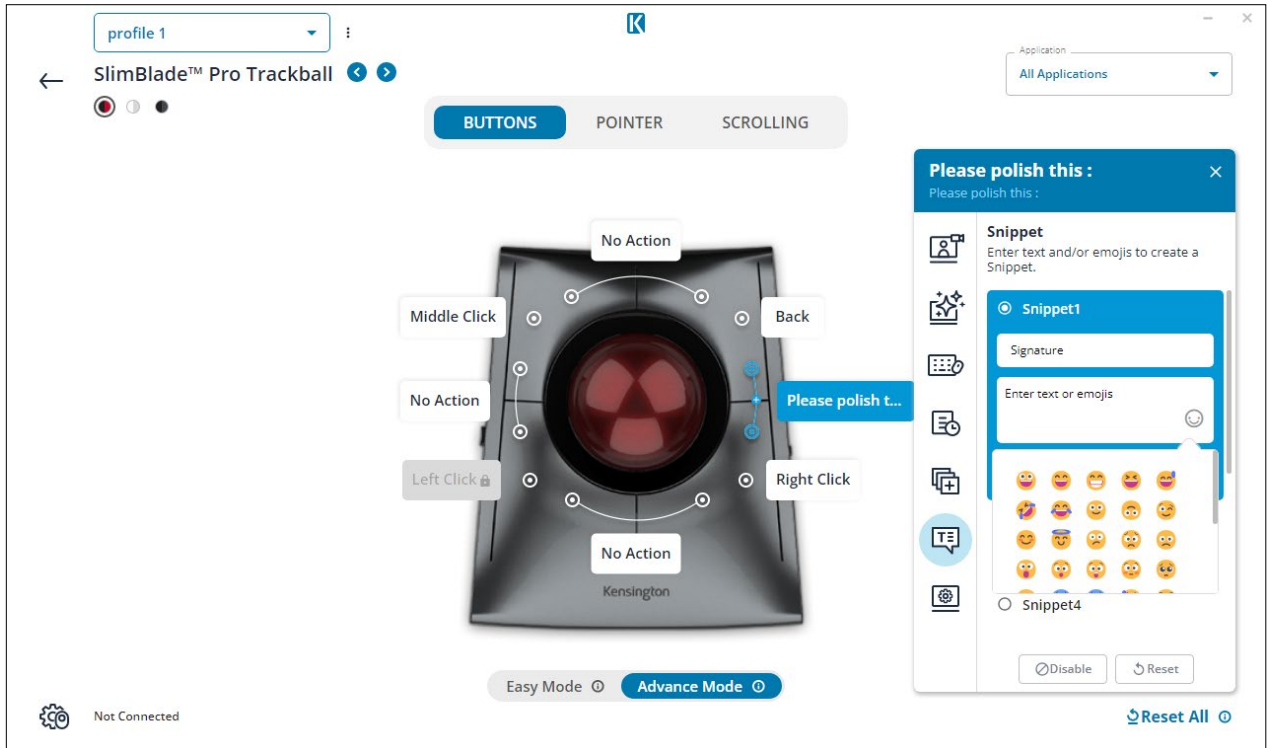 profile 1
K
SlimBlade™ Pro Trackball
Application
All Applications
BUTTONS
POINTER
SCROLLING
Please polish this :
Please polish this :
No Action
Middle Click
Back
No Action
Please polish t...
Left Click
Right Click
No Action
Kensington
Snippet
Enter text and/or emojis to create a
Snippet.
Snippet1
Signature
Enter text or emojis
Snippet4
Disable
Reset
Easy Mode
Advance Mode
Not Connected
Reset All